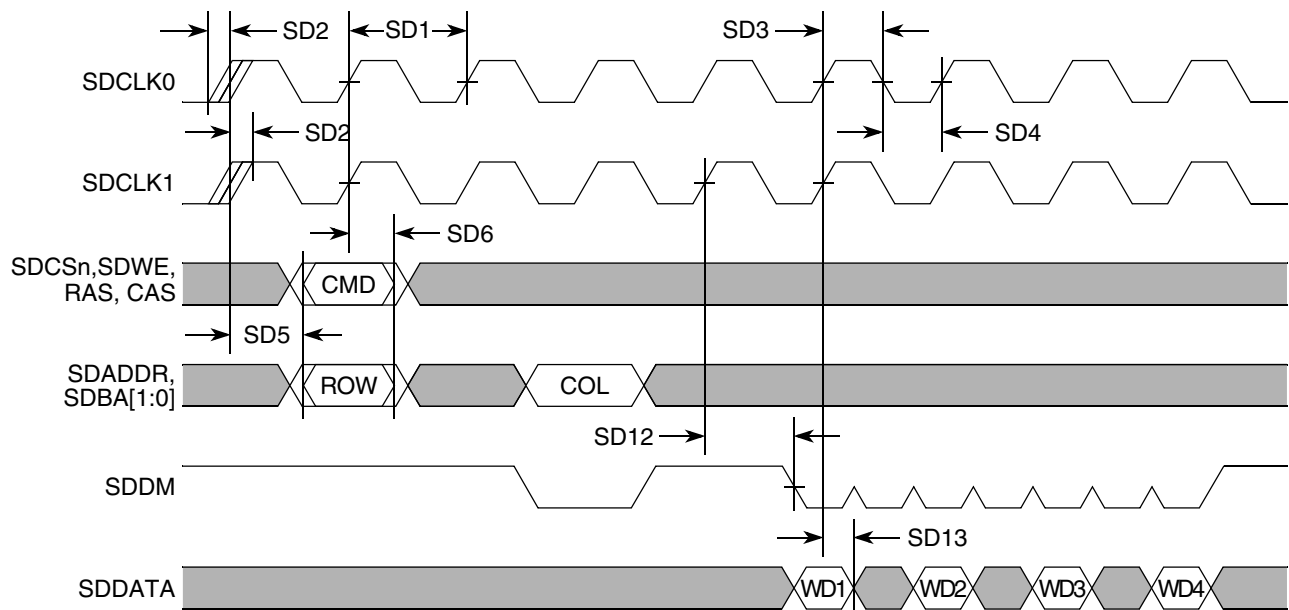 SD2
SD1
SD3
SDCLK0
SD2
SD4
SDCLK1
SD6
SDCSn,SDWE,
RAS, CAS
CMD
SD5
SDADDR,
SDBA[1:0]
ROW
COL
SD12
SDDM
SD13
SDDATA
WD1
WD2
WD3
WD4